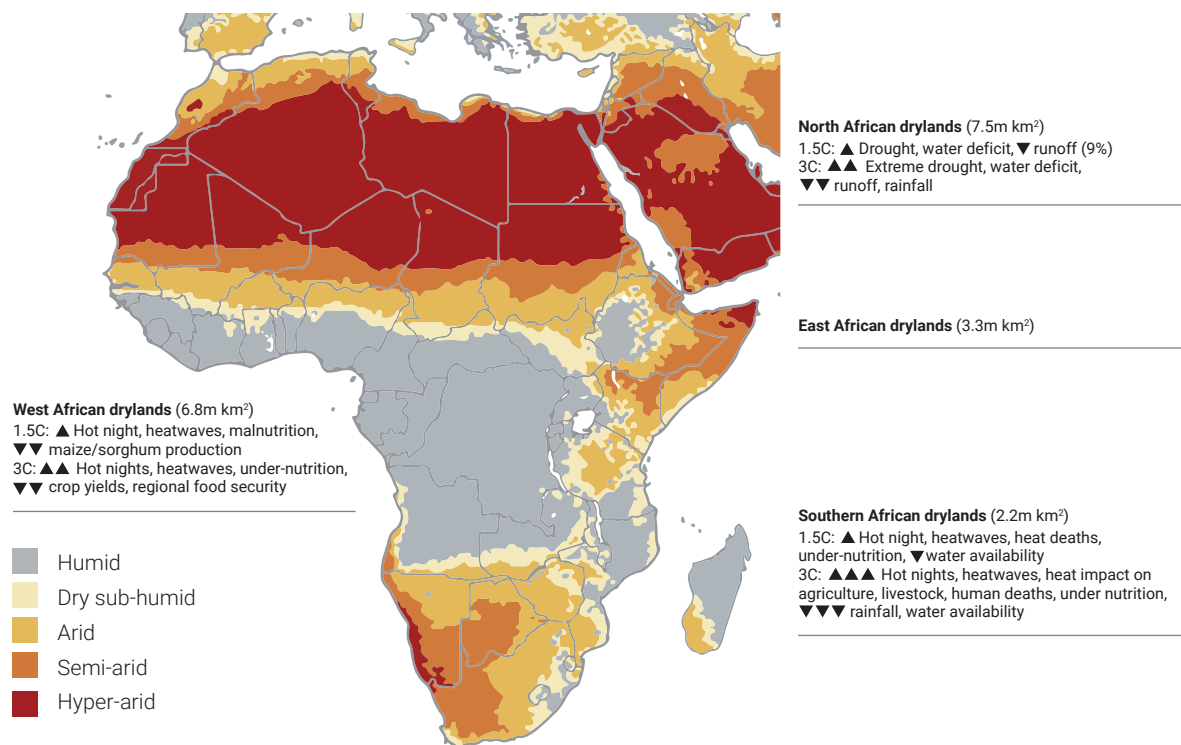 North African drylands (7.5m km²)
1.5C: ▲ Drought, water deficit, ▼ runoff (9%)
3C: ▲▲ Extreme drought, water deficit,
▼▼ runoff, rainfall
East African drylands (3.3m km²)
West African drylands (6.8m km²)
1.5C: ▲ Hot night, heatwaves, malnutrition,
▼▼ maize/sorghum production
3C: ▲▲ Hot nights, heatwaves, under-nutrition,
▼▼ crop yields, regional food security
Southern African drylands (2.2m km²)
1.5C: ▲ Hot night, heatwaves, heat deaths,
under-nutrition, ▼water availability
3C: ▲▲▲ Hot nights, heatwaves, heat impact on
agriculture, livestock, human deaths, under nutrition,
▼▼▼ rainfall, water availability
Humid
Dry sub-humid
Arid
Semi-arid
Hyper-arid